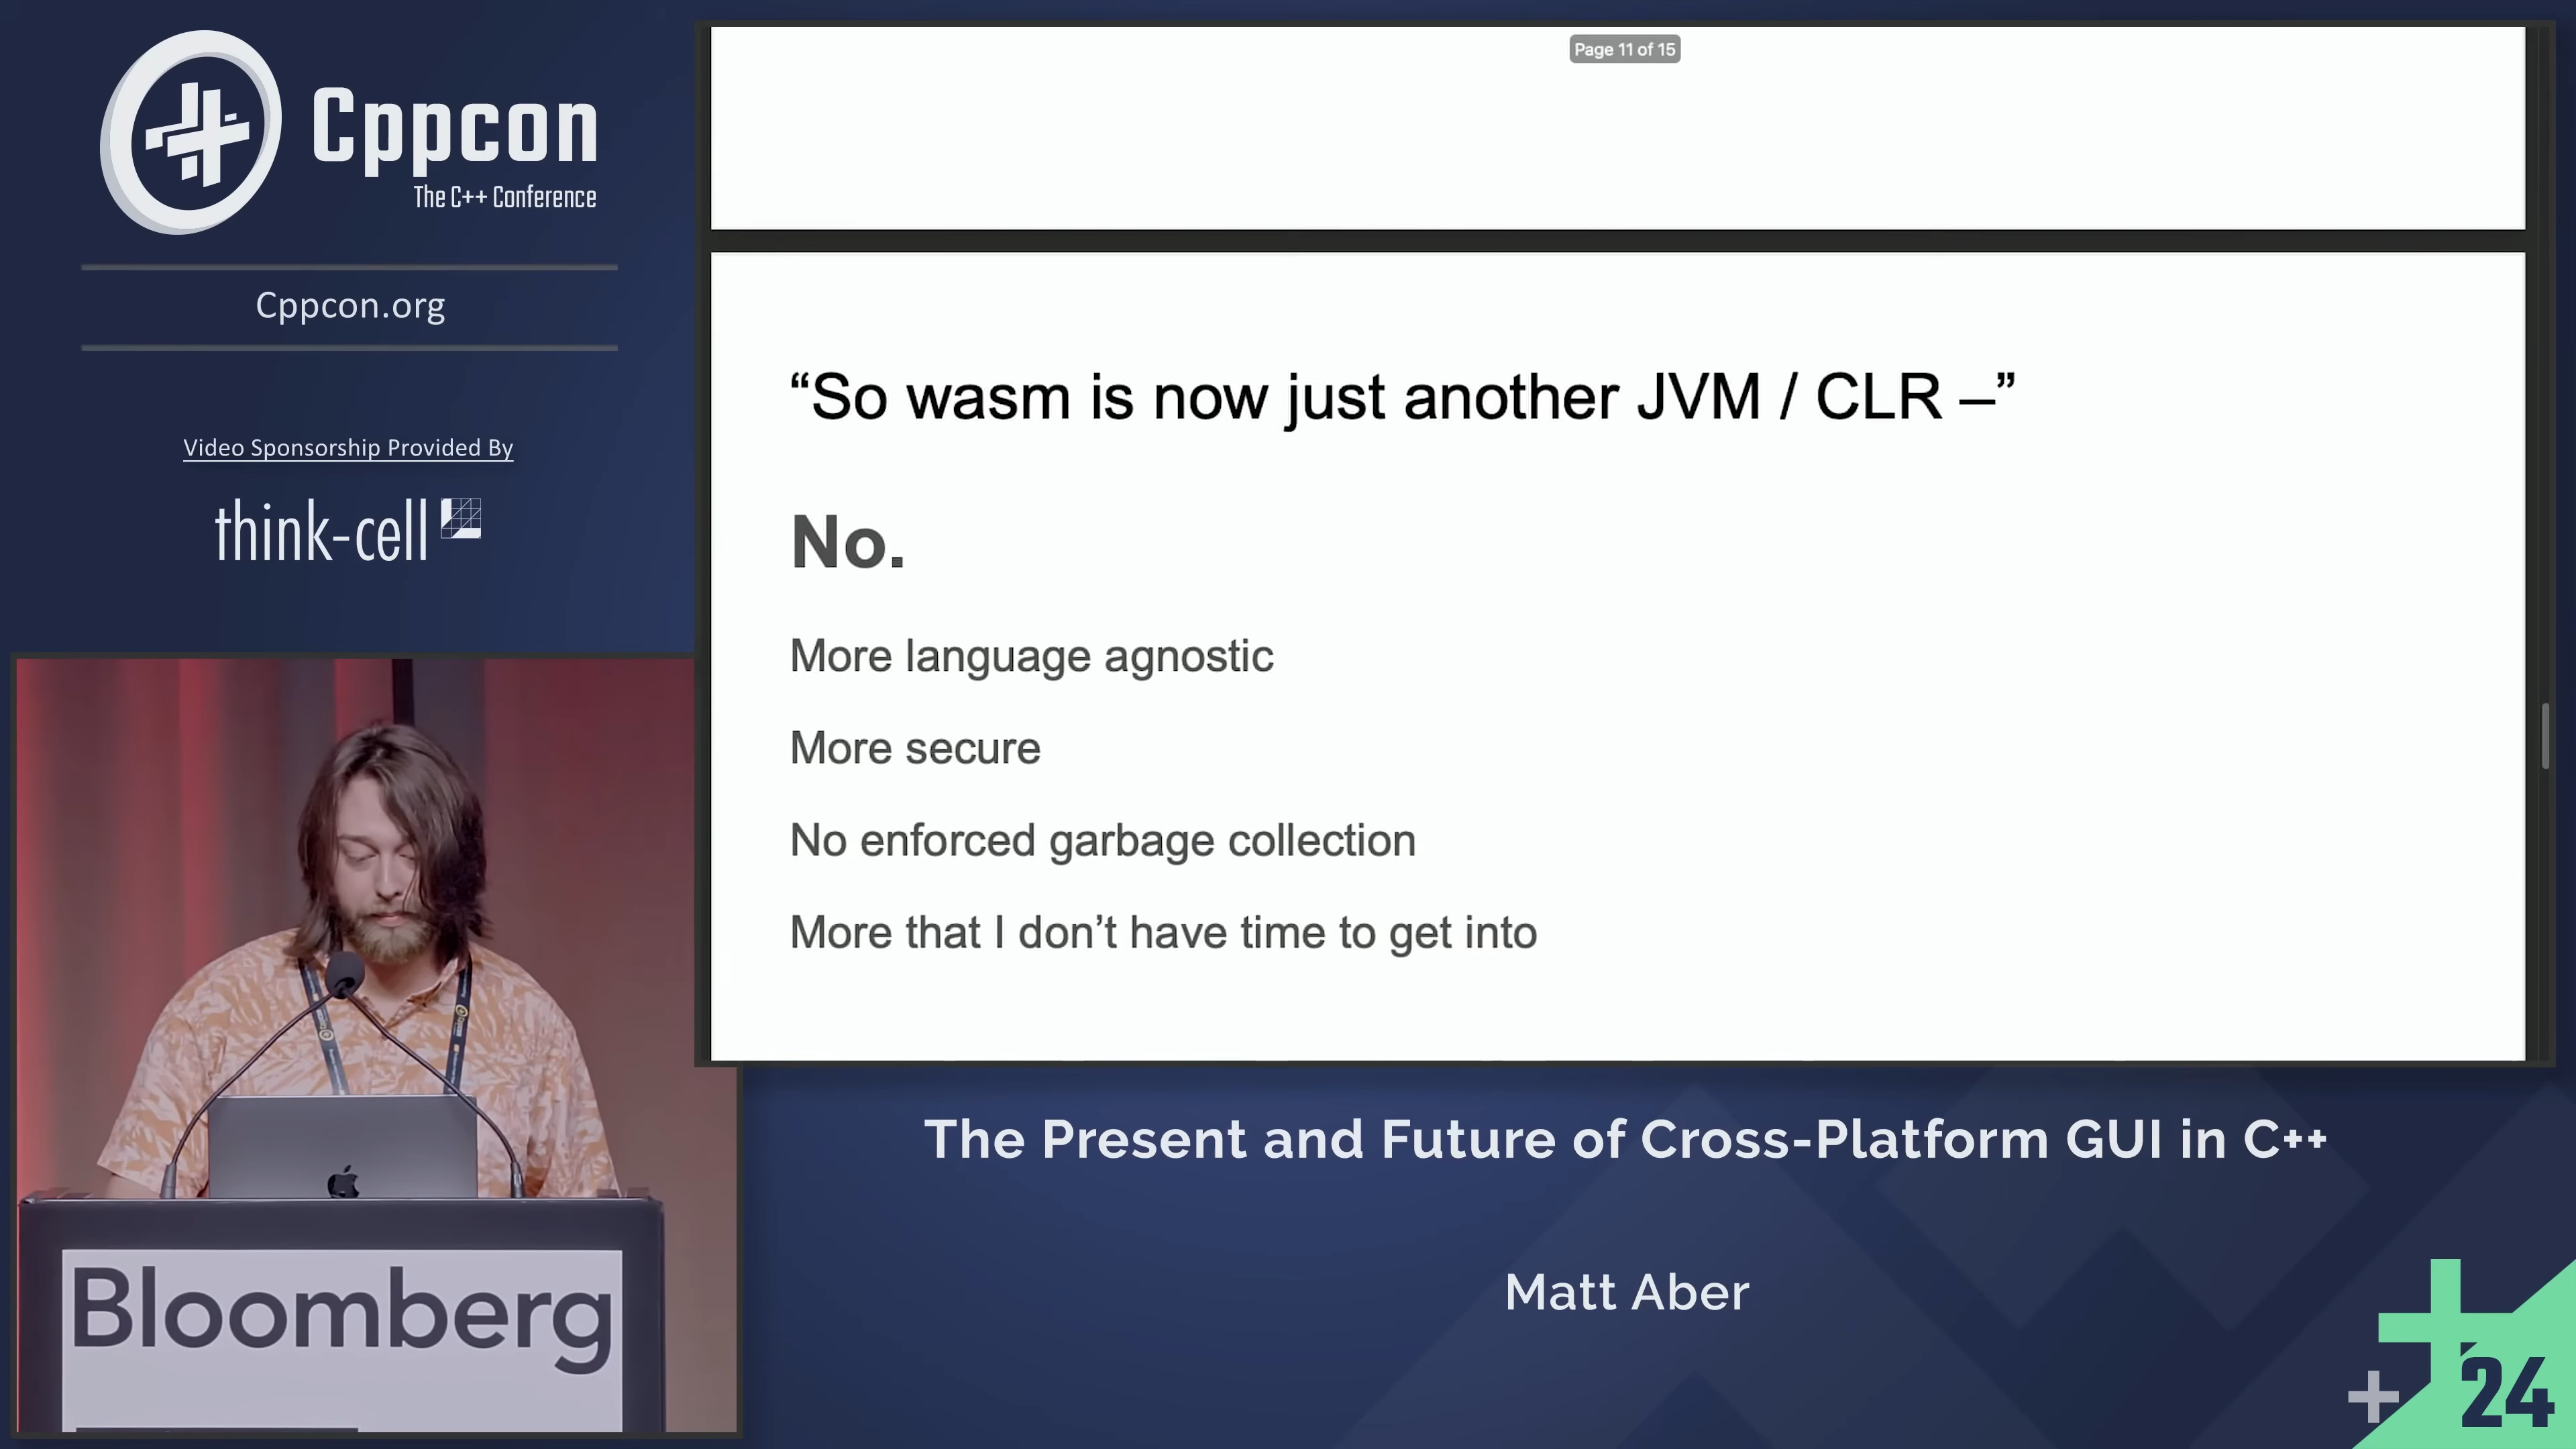 Cppcon
The C++ Conference
Cppcon.org
Video Sponsorship Provided By
think-cell
Bloomberg
Page 11 of 15
“So wasm is now just another JVM / CLR –”
No.
More language agnostic
More secure
No enforced garbage collection
More that I don’t have time to get into
The Present and Future of Cross-Platform GUI in C++
Matt Aber
24